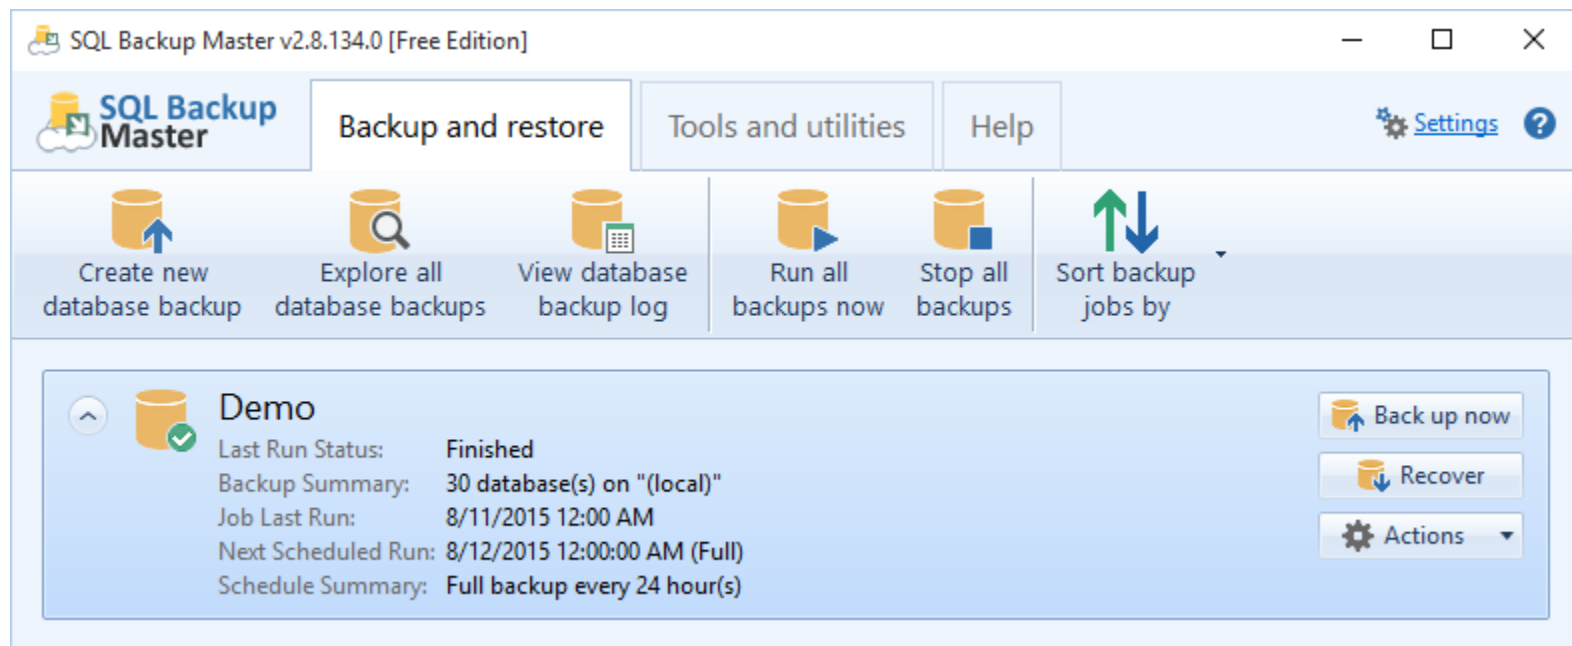 SQL Backup Master v2.8.134.0 [Free Edition]
SQL Backup
Master
Backup and restore
Tools and utilities
Help
Settings
?
Create new
database backup
Explore all
database backups
View database
backup log
Run all
backups now
Stop all
backups
Sort backup
jobs by
Demo
Last Run Status: Finished
Backup Summary: 30 database(s) on "(local)"
Job Last Run: 8/11/2015 12:00 AM
Next Scheduled Run: 8/12/2015 12:00:00 AM (Full)
Schedule Summary: Full backup every 24 hour(s)
Back up now
Recover
Actions